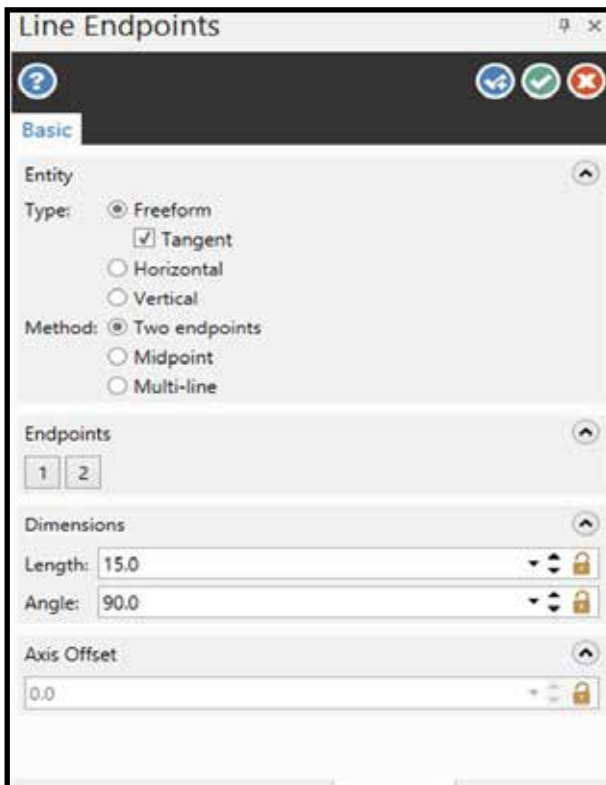 Line Endpoints
?
Basic
Entity
Type: Freeform
Tangent
Horizontal
Vertical
Method: Two endpoints
Midpoint
Multi-line
Endpoints
1 2
Dimensions
Length: 15.0
Angle: 90.0
Axis Offset
0.0